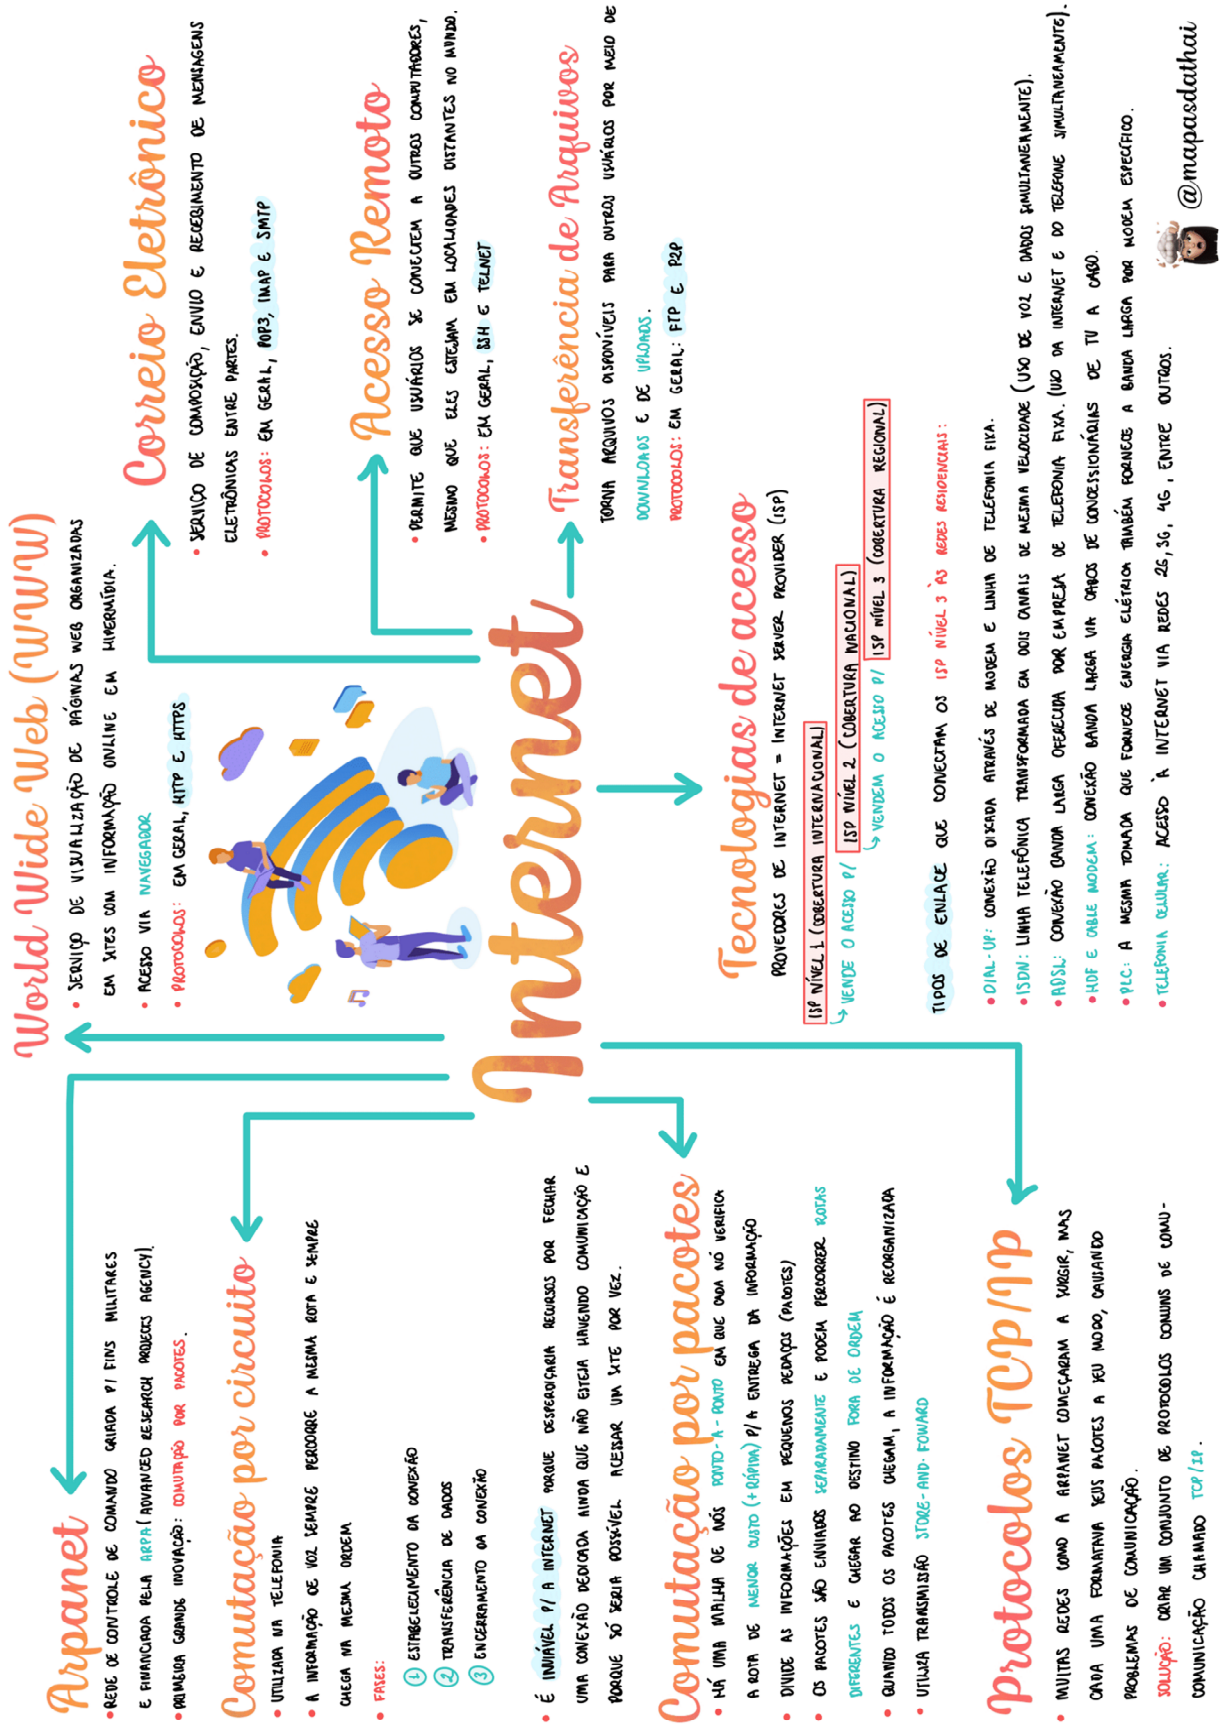 Internet
Arpanet
• REDE DE CONTROLE DE COMANDO CRIADA P/ FINS MILITARES
E FINANCIADA PELA ARPA (ADVANCED RESEARCH PROJECTS AGENCY)
• PRIMEIRA GRANDE INOVAÇÃO: COMUTAÇÃO POR PACOTES.
Comutação por circuito
• UTILIZADA NA TELEFONIA
• A INFORMAÇÃO DE VOZ SEMPRE PERCORRE A MESMA ROTA E SEMPRE
CHEGA NA MESMA ORDEM
• FASES:
1 ESTABELECIMENTO DA CONEXÃO
2 TRANSFERÊNCIA DE DADOS
3 ENCERRAMENTO DA CONEXÃO
• É INVIÁVEL P/ A INTERNET PORQUE DESPERDIÇARIA RECURSOS POR FECHAR
UMA CONEXÃO DEDICADA AINDA QUE NÃO ESTEJA HAVENDO COMUNICAÇÃO E
PORQUE SÓ SERIA POSSÍVEL ACESSAR UM SITE POR VEZ.
Comutação por pacotes
• HÁ UMA MALHA DE NÓS PONTO-A-PONTO EM QUE CADA NÓ VERIFICA
A ROTA DE MENOR CUSTO (+ RÁPIDA) P/ A ENTREGA DA INFORMAÇÃO
• DIVIDE AS INFORMAÇÕES EM PEQUENOS PEDAÇOS (PACOTES)
• OS PACOTES SÃO ENVIADOS SEPARADAMENTE E PODEM PERCORRER ROTAS
DIFERENTES E CHEGAR AO DESTINO FORA DE ORDEM
• QUANDO TODOS OS PACOTES CHEGAM, A INFORMAÇÃO É REORGANIZADA
• UTILIZA TRANSMISSÃO STORE-AND-FOWARD
Protocolos TCP/IP
• MUITAS REDES COMO A ARPANET COMEÇARAM A SURGIR, MAS
CADA UMA FORMATAVA SEUS PACOTES A SEU MODO, CAUSANDO
PROBLEMAS DE COMUNICAÇÃO.
SOLUÇÃO: CRIAR UM CONJUNTO DE PROTOCOLOS COMUNS DE COMU-
NICAÇÃO CHAMADO TCP/IP.
World Wide Web (WWW)
• SERVIÇO DE VISUALIZAÇÃO DE PÁGINAS WEB ORGANIZADAS
EM SITES COM INFORMAÇÃO ONLINE EM HIPERMÍDIA.
• ACESSO VIA NAVEGADOR
• PROTOCOLOS: EM GERAL, HTTP E HTTPS
Correio Eletrônico
• SERVIÇO DE COMPOSIÇÃO, ENVIO E RECEBIMENTO DE MENSAGENS
ELETRÔNICAS ENTRE PARTES.
• PROTOCOLOS: EM GERAL, POP3, IMAP E SMTP
Acesso Remoto
• PERMITE QUE USUÁRIOS SE CONECTEM A OUTROS COMPUTADORES,
MESMO QUE ELES ESTEJAM EM LOCALIDADES DISTANTES NO MUNDO.
• PROTOCOLOS: EM GERAL, SSH E TELNET
Transferência de Arquivos
TORNA ARQUIVOS DISPONÍVEIS PARA OUTROS USUÁRIOS POR MEIO DE
DOWNLOADS E DE UPLOADS.
PROTOCOLOS: EM GERAL: FTP E P2P
Tecnologias de acesso
PROVEDORES DE INTERNET = INTERNET SERVER PROVIDER (ISP)
ISP NÍVEL 1 (COBERTURA INTERNACIONAL)
VENDE O ACESSO P/ ISP NÍVEL 2 (COBERTURA NACIONAL)
VENDEM O ACESSO P/ ISP NÍVEL 3 (COBERTURA REGIONAL)
TIPOS DE ENLACE QUE CONECTAM OS ISP NÍVEL 3 ÀS REDES RESIDENCIAIS:
• DIAL-UP: CONEXÃO DISCADA ATRAVÉS DE MODEM E LINHA DE TELEFONIA FIXA.
• ISDN: LINHA TELEFÔNICA TRANSFORMADA EM DOIS CANAIS DE MESMA VELOCIDADE (USO DE VOZ E DADOS SIMULTANEAMENTE).
• ADSL: CONEXÃO BANDA LARGA OFERECIDA POR EMPRESA DE TELEFONIA FIXA. (USO DA INTERNET E DO TELEFONE SIMULTANEAMENTE).
• HDF E CABLE MODEM: CONEXÃO BANDA LARGA VIA CABOS DE CONCESSIONÁRIAS DE TV A CABO.
• PLC: A MESMA TOMADA QUE FORNECE ENERGIA ELÉTRICA TAMBÉM FORNECE A BANDA LARGA POR MODEM ESPECÍFICO.
• TELEFONIA CELULAR: ACESSO À INTERNET VIA REDES 2G, 3G, 4G, ENTRE OUTROS.
@mapasdathai